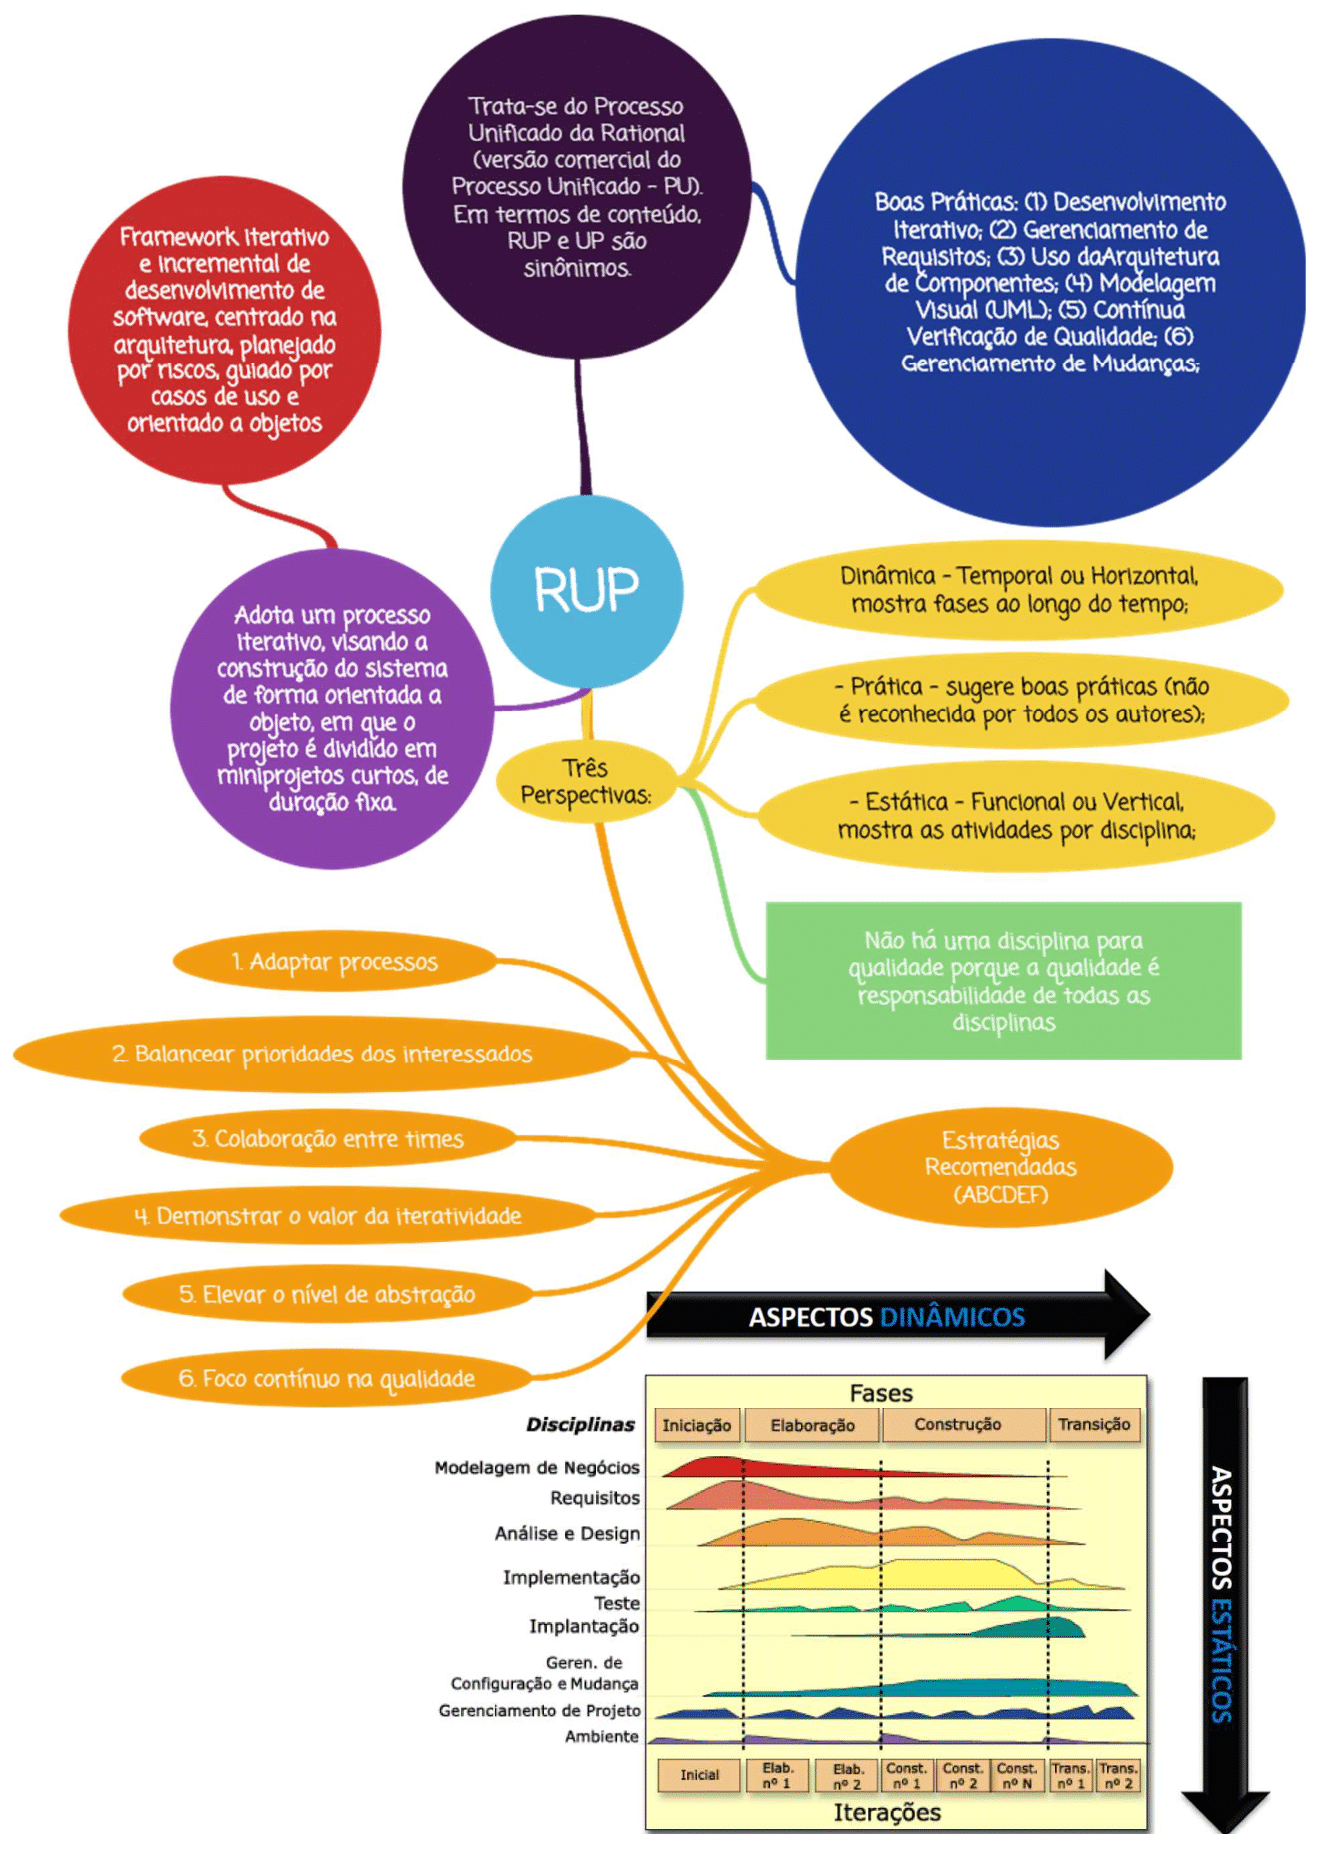 Trata-se do Processo
Unificado da Rational
(versão comercial do
Processo Unificado - PU).
Em termos de conteúdo,
RUP e UP são
sinônimos.
Boas Práticas: (1) Desenvolvimento
Iterativo; (2) Gerenciamento de
Requisitos; (3) Uso daArquitetura
de Componentes; (4) Modelagem
Visual (UML); (5) Contínua
Verificação de Qualidade; (6)
Gerenciamento de Mudanças;
Framework iterativo
e incremental de
desenvolvimento de
software, centrado na
arquitetura, planejado
por riscos, guiado por
casos de uso e
orientado a objetos
RUP
Adota um processo
iterativo, visando a
construção do sistema
de forma orientada a
objeto, em que o
projeto é dividido em
miniprojetos curtos, de
duração fixa.
Três
Perspectivas:
Dinâmica - Temporal ou Horizontal,
mostra fases ao longo do tempo;
- Prática - sugere boas práticas (não
é reconhecida por todos os autores);
- Estática - Funcional ou Vertical,
mostra as atividades por disciplina;
Não há uma disciplina para
qualidade porque a qualidade é
responsabilidade de todas as
disciplinas
1. Adaptar processos
2. Balancear prioridades dos interessados
3. Colaboração entre times
4. Demonstrar o valor da iteratividade
5. Elevar o nível de abstração
6. Foco contínuo na qualidade
Estratégias
Recomendadas
(ABCDEF)
ASPECTOS DINÂMICOS
Fases
Disciplinas
Iniciação
Elaboração
Construção
Transição
Modelagem de Negócios
Requisitos
Análise e Design
Implementação
Teste
Implantação
Geren. de
Configuração e Mudança
Gerenciamento de Projeto
Ambiente
Inicial
Elab.
nº 1
Elab.
nº 2
Const.
nº 1
Const.
nº 2
Const.
nº N
Trans.
nº 1
Trans.
nº 2
Iterações
ASPECTOS ESTÁTICOS